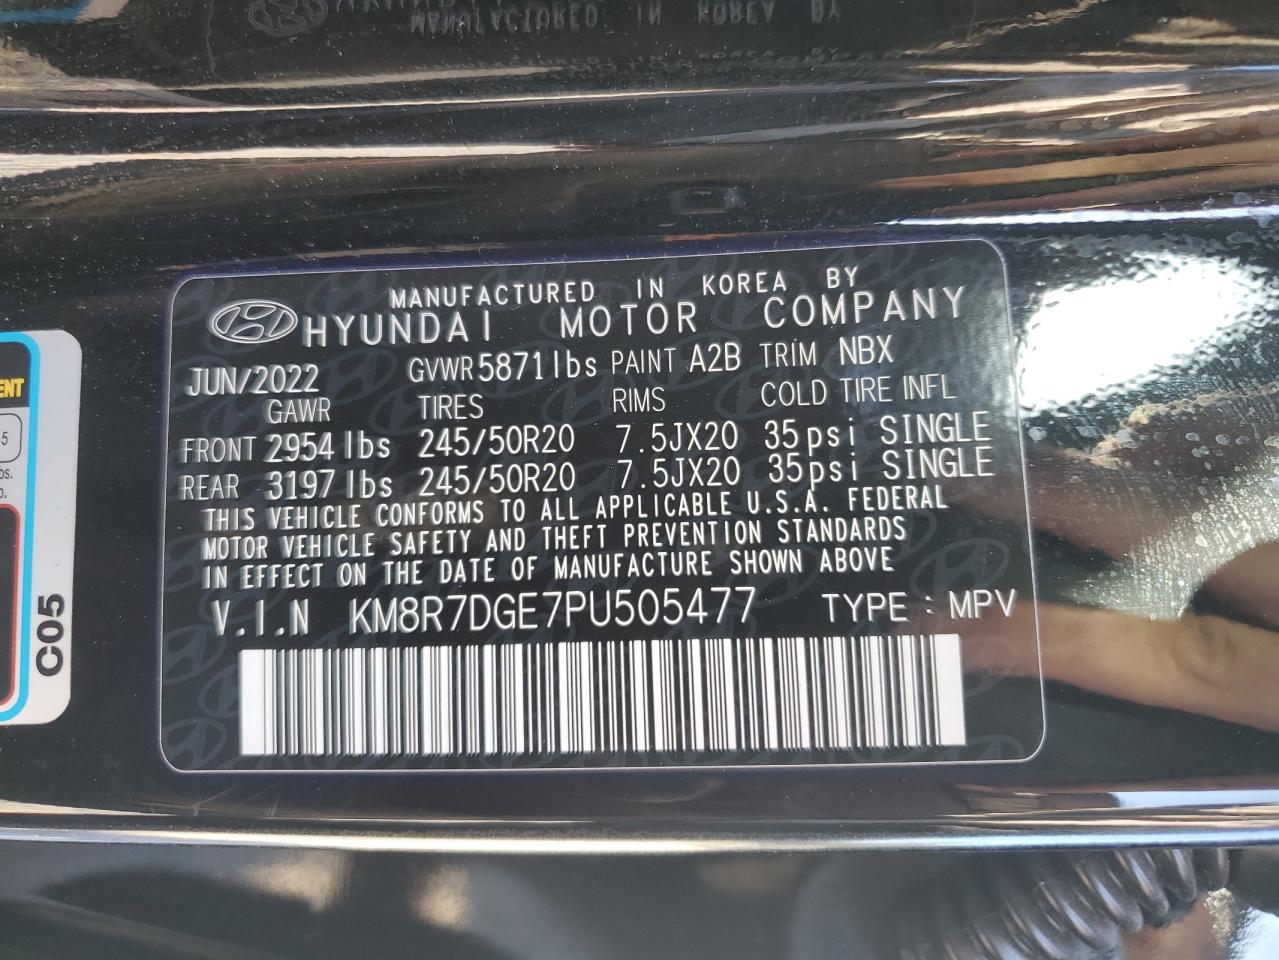 MANUFACTURED IN KOREA BY
HYUNDAI MOTOR COMPANY
JUN/2022 GVWR 5871 lbs PAINT A2B TRIM NBX
GAWR TIRES RIMS COLD TIRE INFL
FRONT 2954 lbs 245/50R20 7.5JX20 35psi SINGLE
REAR 3197 lbs 245/50R20 7.5JX20 35psi SINGLE
THIS VEHICLE CONFORMS TO ALL APPLICABLE U.S.A. FEDERAL
MOTOR VEHICLE SAFETY AND THEFT PREVENTION STANDARDS
IN EFFECT ON THE DATE OF MANUFACTURE SHOWN ABOVE
V.I.N KM8R7DGE7PU505477 TYPE : MPV
5
C05